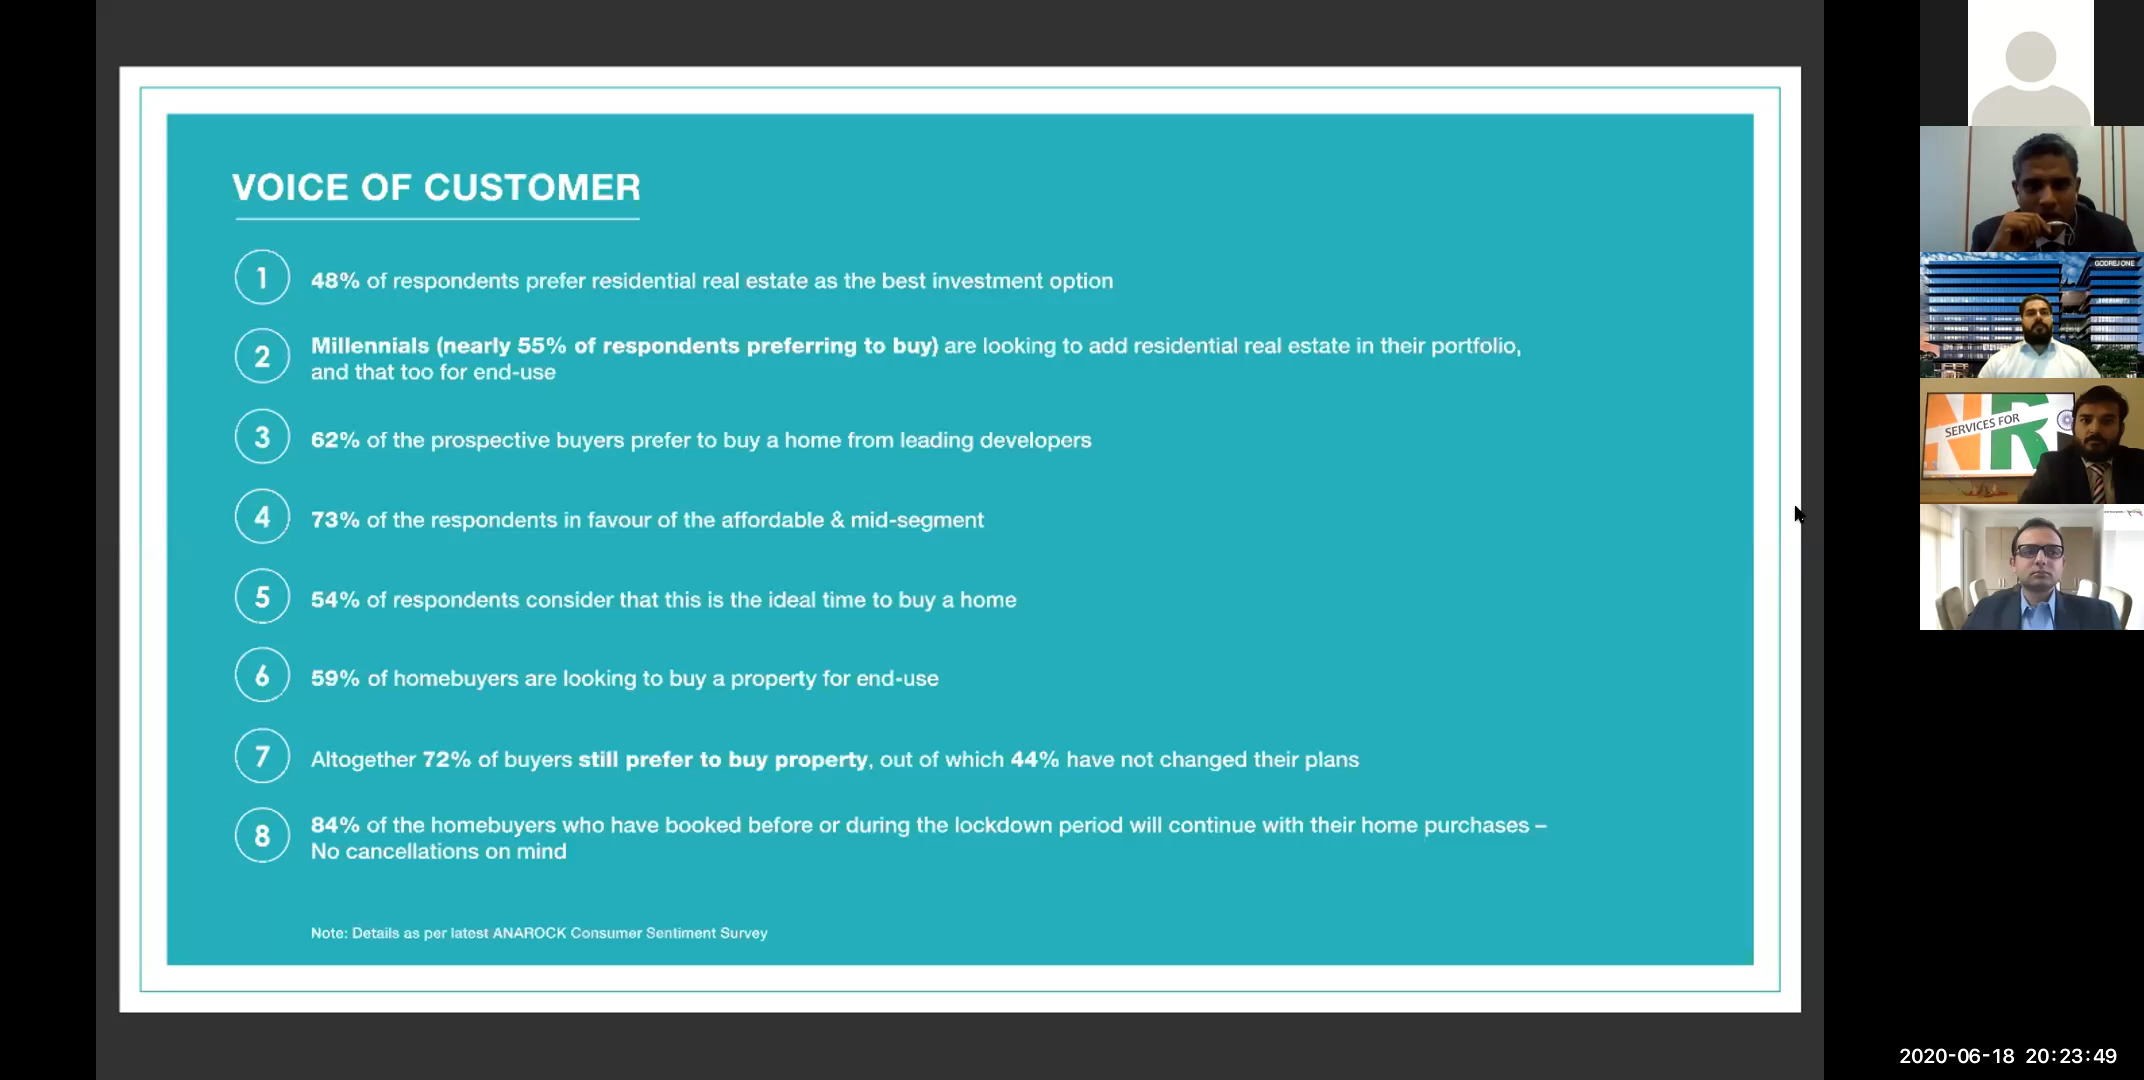 VOICE OF CUSTOMER
1 48% of respondents prefer residential real estate as the best investment option
2 Millennials (nearly 55% of respondents preferring to buy) are looking to add residential real estate in their portfolio,
and that too for end-use
3 62% of the prospective buyers prefer to buy a home from leading developers
4 73% of the respondents in favour of the affordable & mid-segment
5 54% of respondents consider that this is the ideal time to buy a home
6 59% of homebuyers are looking to buy a property for end-use
7 Altogether 72% of buyers still prefer to buy property, out of which 44% have not changed their plans
8 84% of the homebuyers who have booked before or during the lockdown period will continue with their home purchases –
No cancellations on mind
Note: Details as per latest ANAROCK Consumer Sentiment Survey
GODREJ ONE
NR
SERVICES FOR
2020-06-18 20:23:49